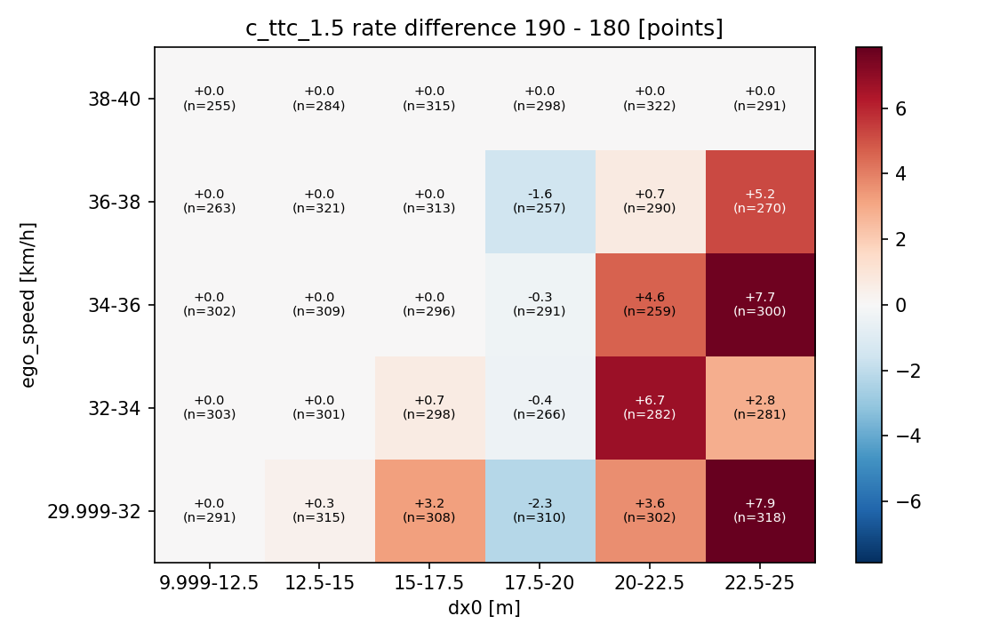 c_ttc_1.5 rate difference 190 - 180 [points]
38-40
+0.0 +0.0 +0.0 +0.0 +0.0 +0.0
(n=255) (n=284) (n=315) (n=298) (n=322) (n=291)
36-38
+0.0 +0.0 +0.0 -1.6 +0.7 +5.2
(n=263) (n=321) (n=313) (n=257) (n=290) (n=270)
34-36
+0.0 +0.0 +0.0 -0.3 +4.6 +7.7
(n=302) (n=309) (n=296) (n=291) (n=259) (n=300)
32-34
+0.0 +0.0 +0.7 -0.4 +6.7 +2.8
(n=303) (n=301) (n=298) (n=266) (n=282) (n=281)
29.999-32
+0.0 +0.3 +3.2 -2.3 +3.6 +7.9
(n=291) (n=315) (n=308) (n=310) (n=302) (n=318)
9.999-12.5 12.5-15 15-17.5 17.5-20 20-22.5 22.5-25
dx0 [m]
ego_speed [km/h]
6
4
2
0
−2
−4
−6